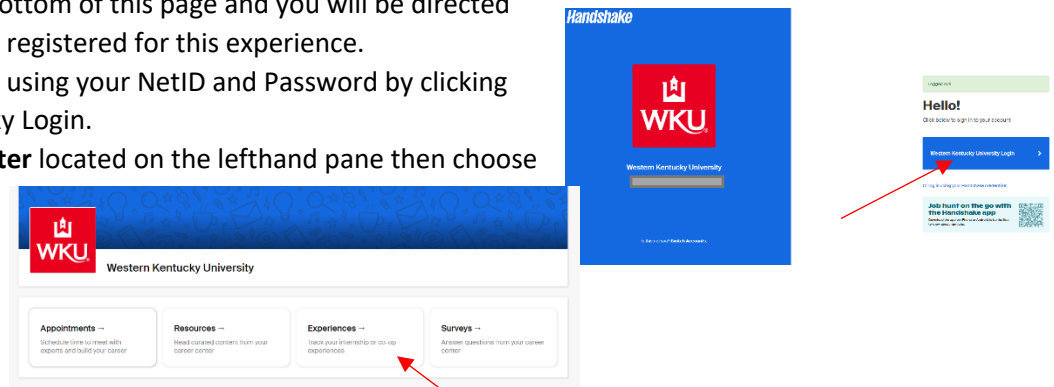 ottom of this page and you will be directed
registered for this experience.
using your NetID and Password by clicking
ky Login.
ter located on the lefthand pane then choose
Handshake
WKU
Western Kentucky University
Hello!
Click below to sign in to your account
Western Kentucky University Login
Job hunt on the go with
the Handshake app
WKU
Western Kentucky University
Appointments →
Schedule time to meet with
experts and build your career
Resources →
Read curated content from your
career center
Experiences →
Track your internship or co-op
experiences
Surveys →
Answer questions from your career
center